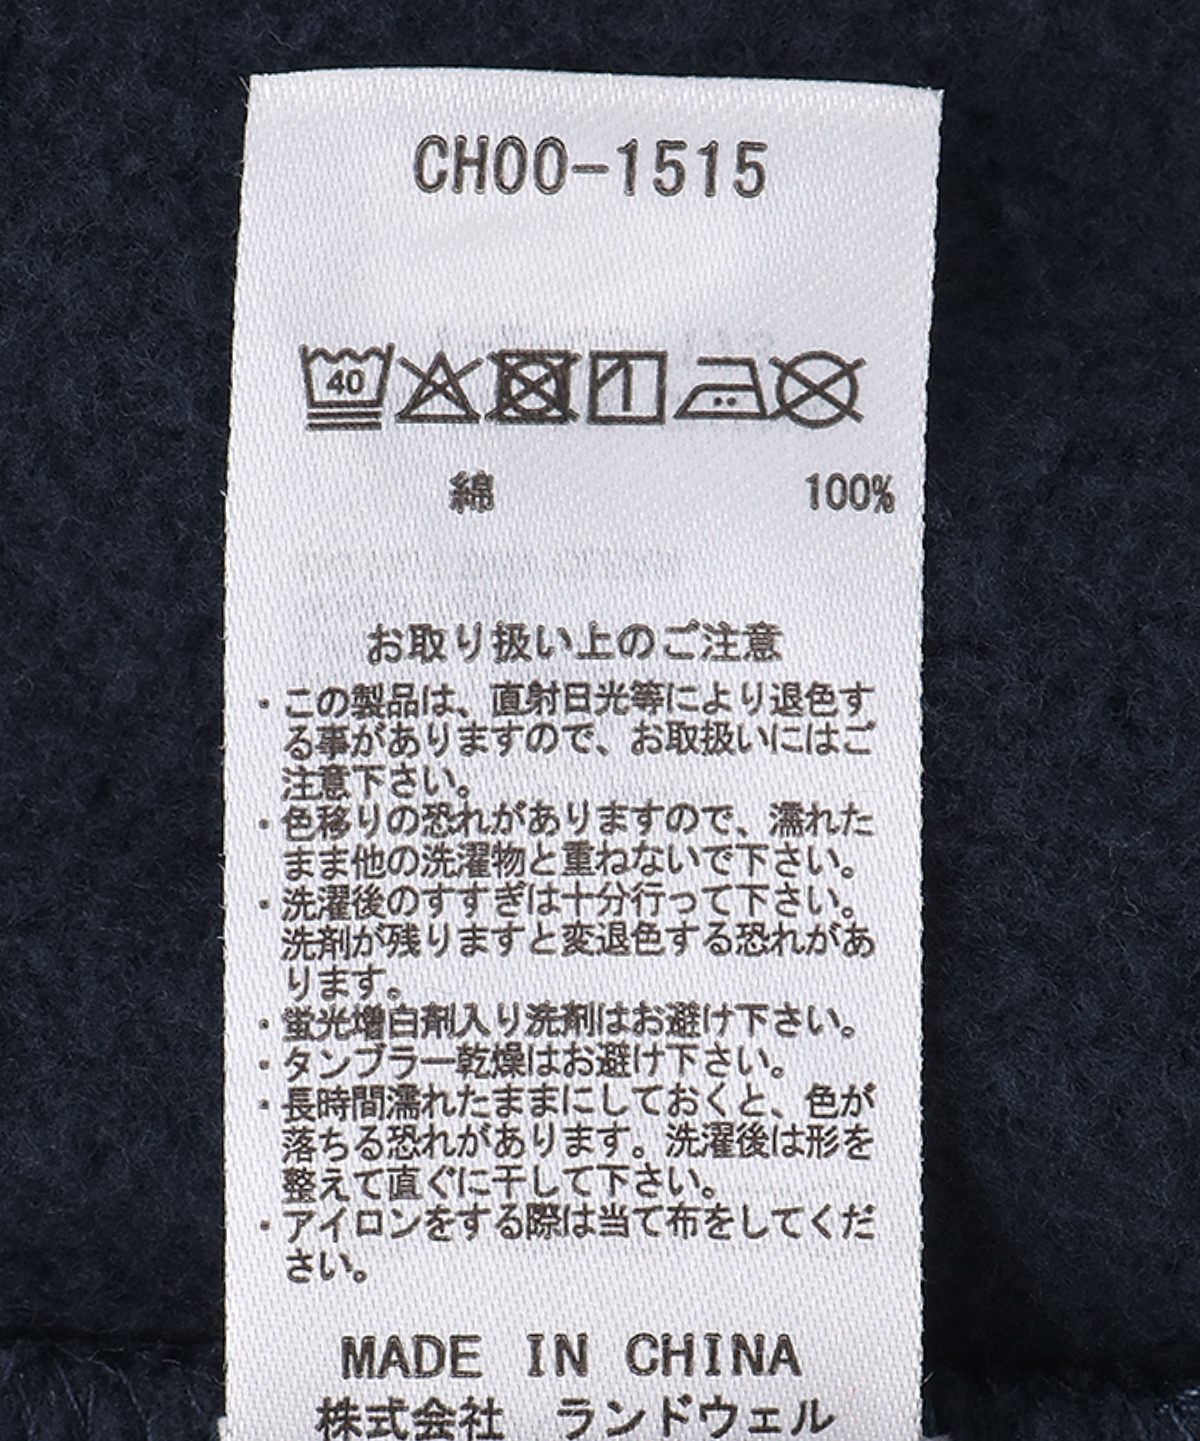 CH00-1515
40
綿 100%
お取り扱い上のご注意
・この製品は、直射日光等により退色す
る事がありますので、お取扱いにはご
注意下さい。
・色移りの恐れがありますので、濡れた
まま他の洗濯物と重ねないで下さい。
・洗濯後のすすぎは十分行って下さい。
洗剤が残りますと変退色する恐れがあ
ります。
・蛍光増白剤入り洗剤はお避け下さい。
・タンブラー乾燥はお避け下さい。
・長時間濡れたままにしておくと、色が
落ちる恐れがあります。洗濯後は形を
整えて直ぐに干して下さい。
・アイロンをする際は当て布をしてくだ
さい。
MADE IN CHINA
株式会社 ランドウェル